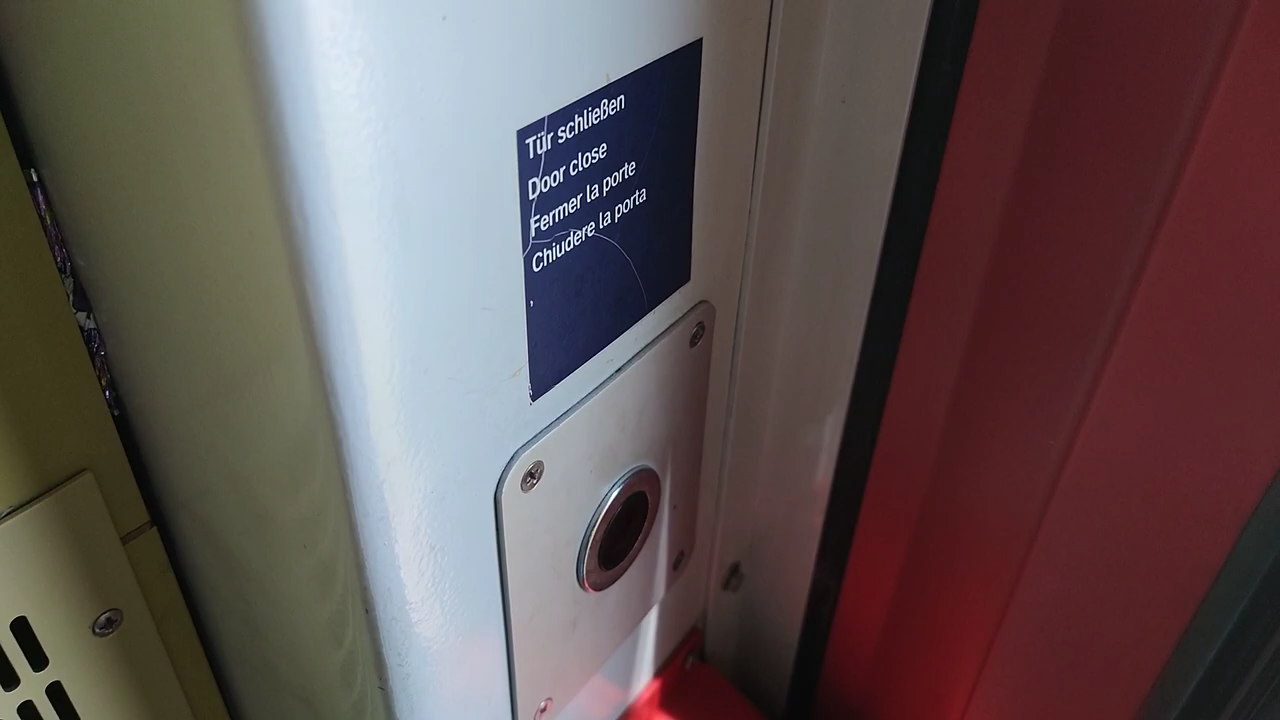 Tür schließen
Door close
Fermer la porte
Chiudere la porta